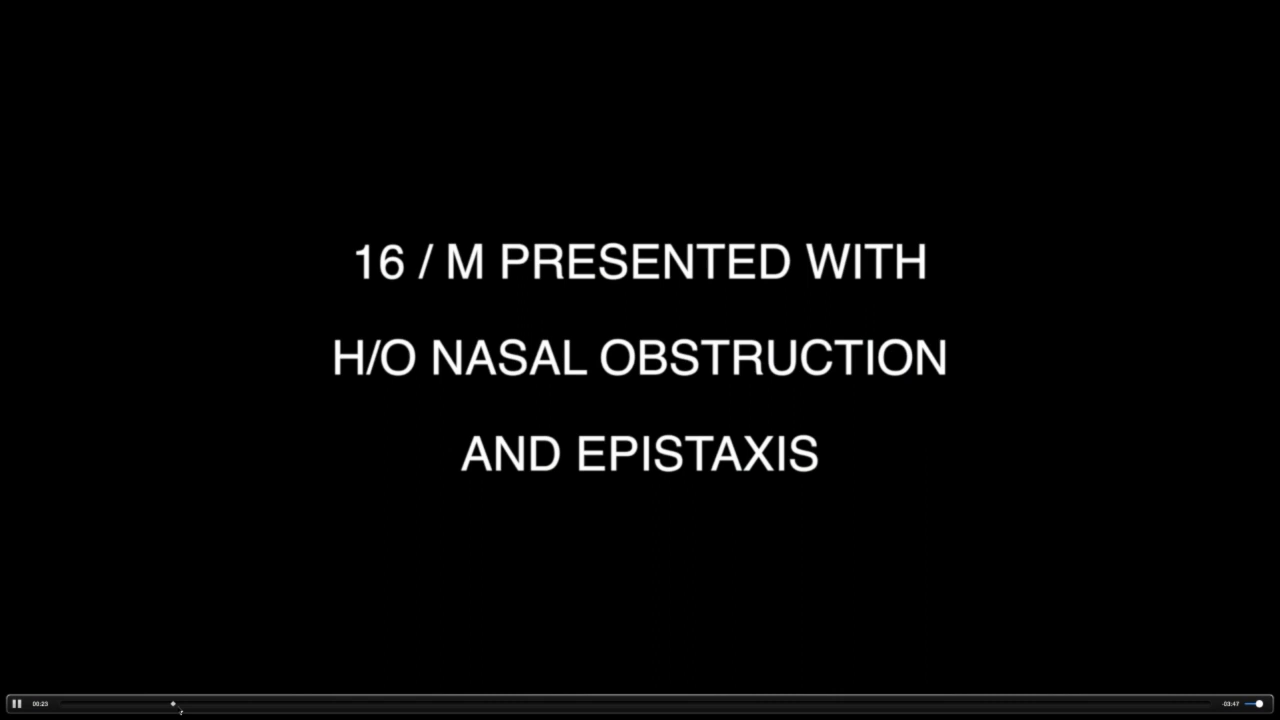 16 / M PRESENTED WITH
H/O NASAL OBSTRUCTION
AND EPISTAXIS
00:23
-03:47